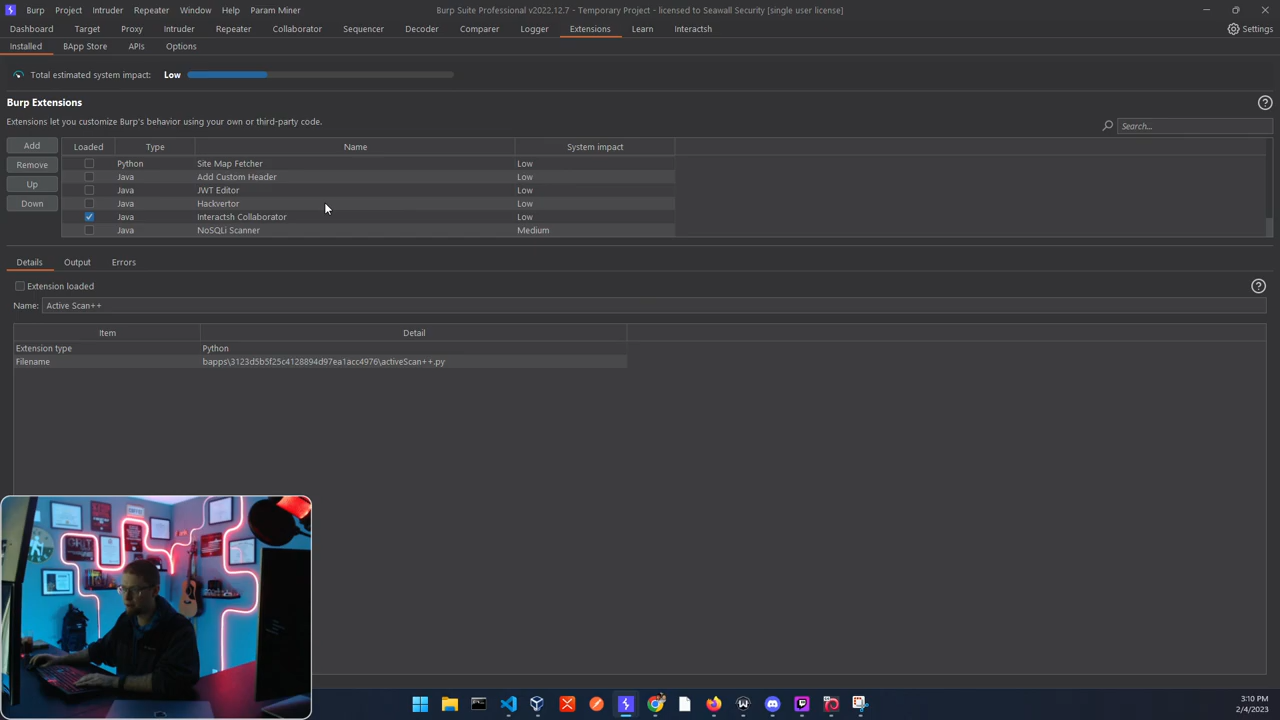 Burp Project Intruder Repeater Window Help Param Miner Burp Suite Professional v2022.12.7 - Temporary Project - licensed to Seawall Security [single user license]
Dashboard Target Proxy Intruder Repeater Collaborator Sequencer Decoder Comparer Logger Extensions Learn Interactsh Settings
Installed BApp Store APIs Options
Total estimated system impact: Low
Burp Extensions
Extensions let you customize Burp's behavior using your own or third-party code.
Search...
Add Loaded Type Name System impact
Remove Python Site Map Fetcher Low
Java Add Custom Header Low
Up Java JWT Editor Low
Down Java Hackvertor Low
Java Interactsh Collaborator Low
Java NoSQLi Scanner Medium
Details Output Errors
Extension loaded
Name: Active Scan++
Item Detail
Extension type Python
Filename bapps\3123d5b5f25c4128894d97ea1acc4976\activeScan++.py
3:10 PM
2/4/2023